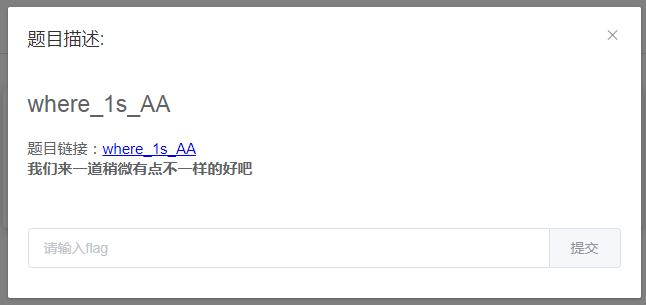 题目描述:
where_1s_AA
题目链接：where_1s_AA
我们来一道稍微有点不一样的好吧
请输入flag
提交